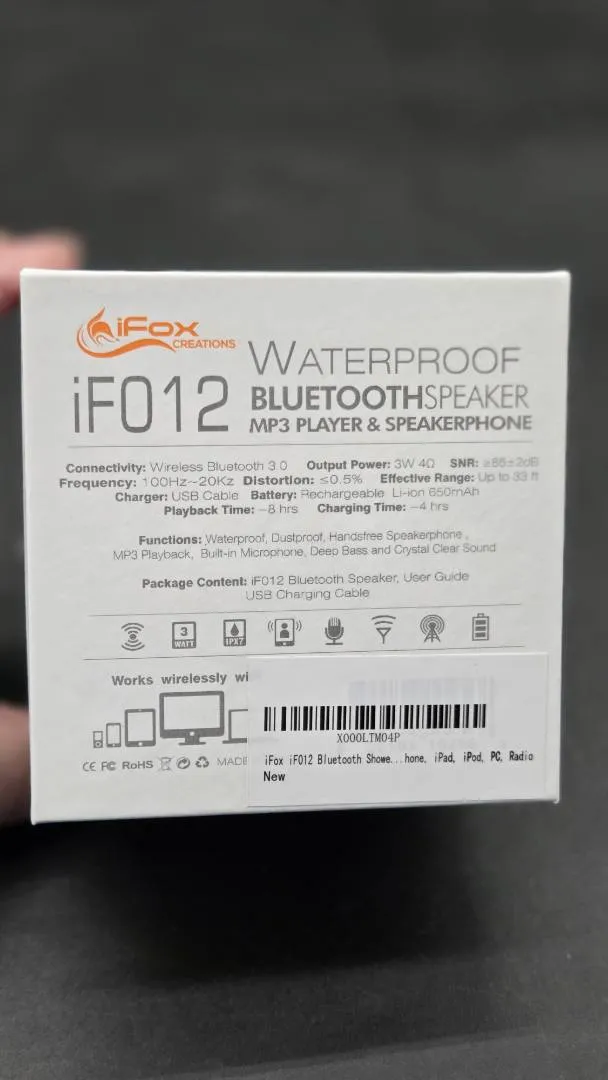 iFox
CREATIONS
iF012
WATERPROOF
BLUETOOTHSPEAKER
MP3 PLAYER & SPEAKERPHONE
Connectivity: Wireless Bluetooth 3.0 Output Power: 3W 4Ω SNR: ≥85±2dB
Frequency: 100Hz~20Kz Distortion: ≤0.5% Effective Range: Up to 33 ft
Charger: USB Cable Battery: Rechargeable Li-ion 650mAh
Playback Time: ~8 hrs Charging Time: ~4 hrs
Functions: Waterproof, Dustproof, Handsfree Speakerphone,
MP3 Playback, Built-in Microphone, Deep Bass and Crystal Clear Sound
Package Content: iF012 Bluetooth Speaker, User Guide
USB Charging Cable
3
WATT
IPX7
Works wirelessly wi
CE FC RoHS MADE
X000LTM04P
iFox iF012 Bluetooth Showe...hone, iPad, iPod, PC, Radio
New